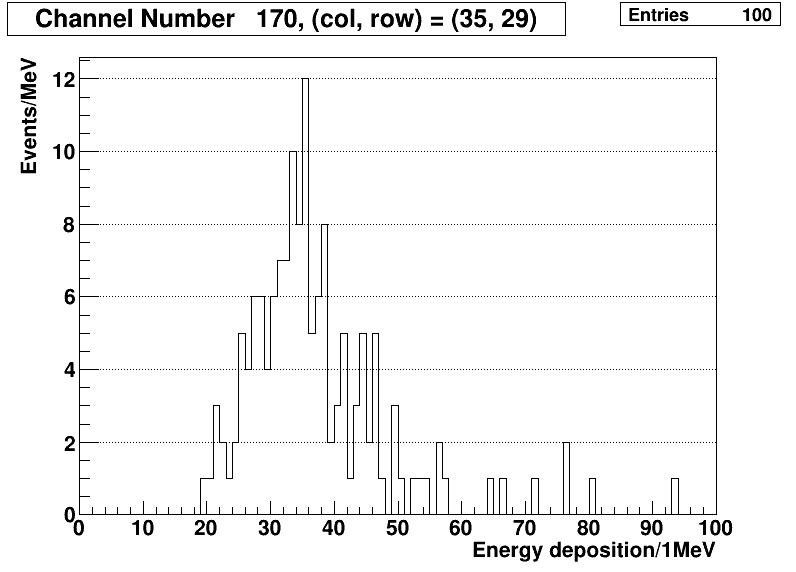 Channel Number 170, (col, row) = (35, 29)
Entries 100
Events/MeV
12
10
8
6
4
2
0
0 10 20 30 40 50 60 70 80 90 100
Energy deposition/1MeV